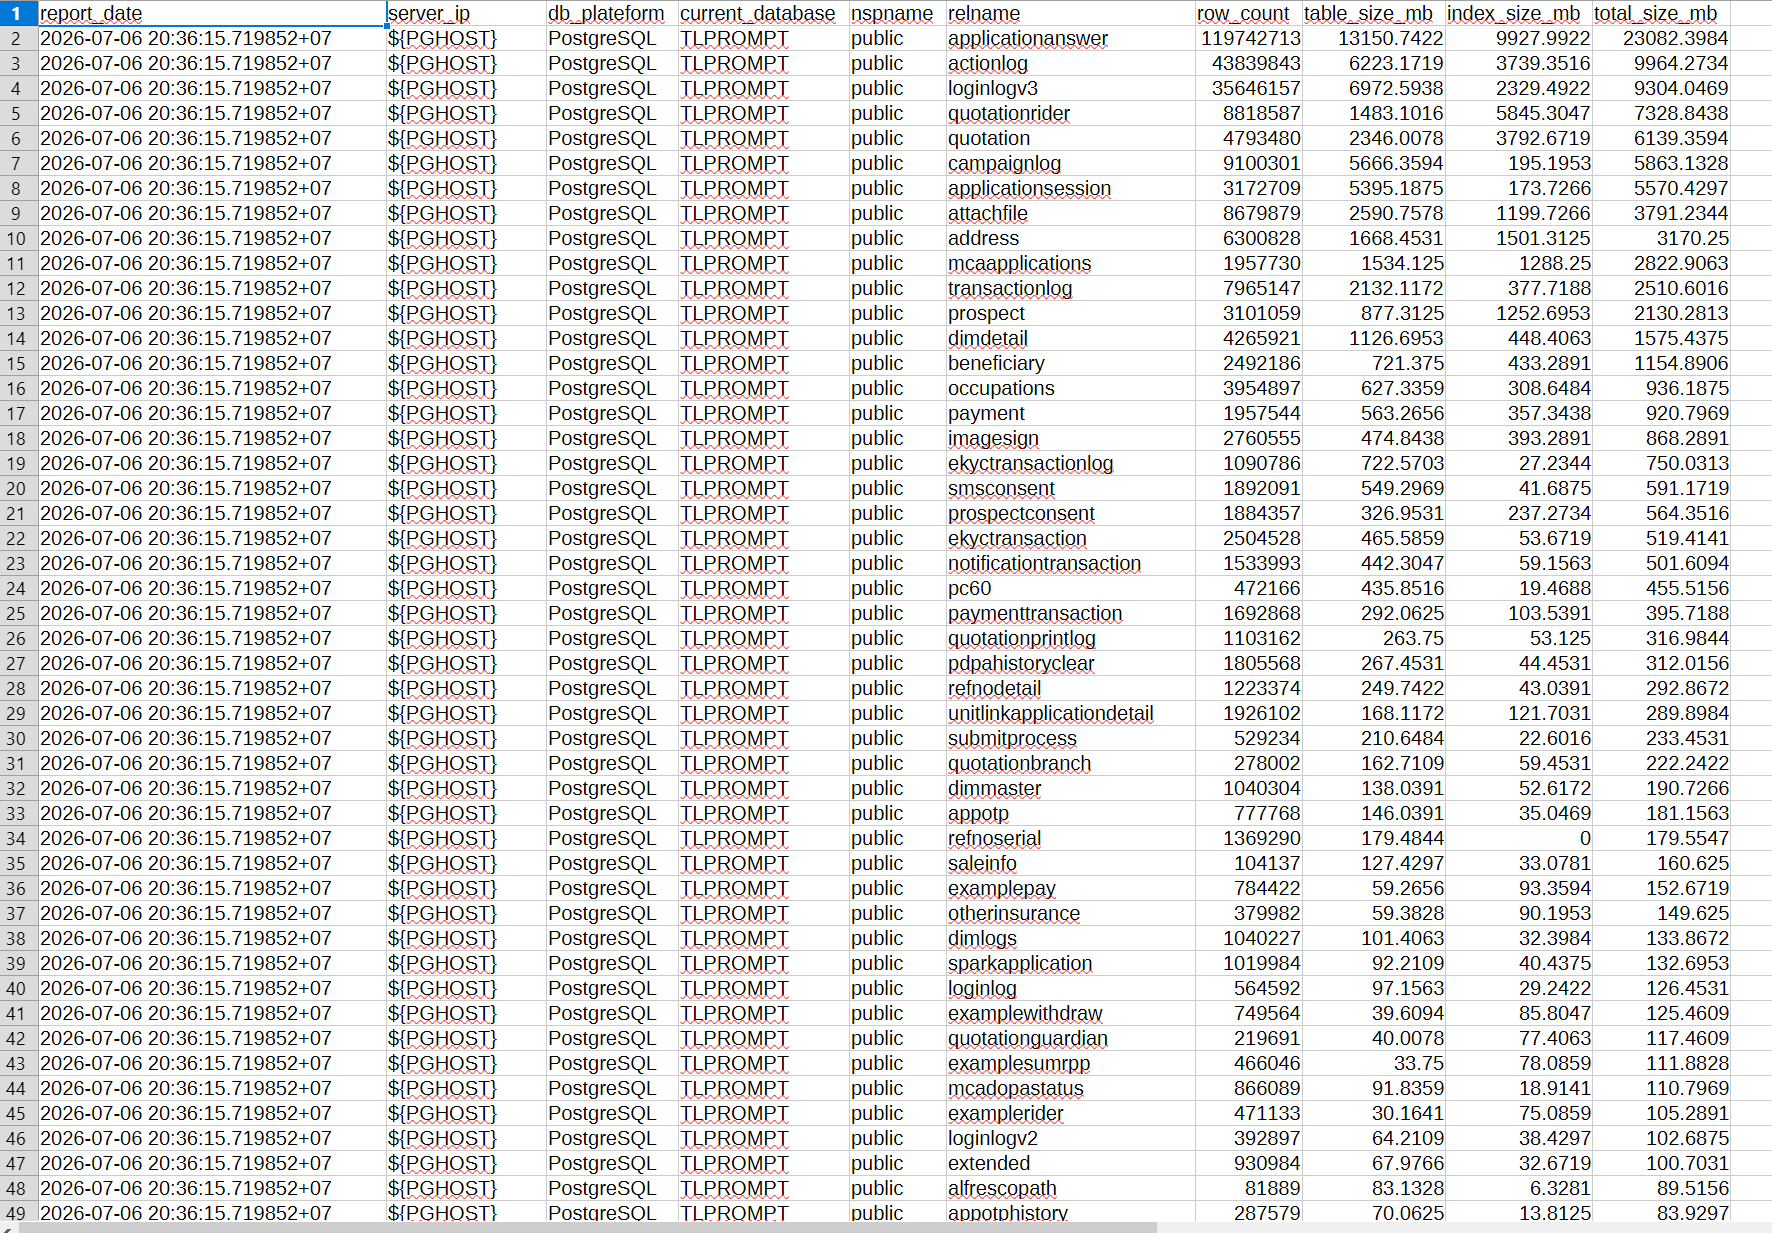 1 report_date server_ip db_plateform current_database nspname relname row_count table_size_mb index_size_mb total_size_mb
2 2026-07-06 20:36:15.719852+07 ${PGHOST} PostgreSQL TLPROMPT public applicationanswer 119742713 13150.7422 9927.9922 23082.3984
3 2026-07-06 20:36:15.719852+07 ${PGHOST} PostgreSQL TLPROMPT public actionlog 43839843 6223.1719 3739.3516 9964.2734
4 2026-07-06 20:36:15.719852+07 ${PGHOST} PostgreSQL TLPROMPT public loginlogv3 35646157 6972.5938 2329.4922 9304.0469
5 2026-07-06 20:36:15.719852+07 ${PGHOST} PostgreSQL TLPROMPT public quotationrider 8818587 1483.1016 5845.3047 7328.8438
6 2026-07-06 20:36:15.719852+07 ${PGHOST} PostgreSQL TLPROMPT public quotation 4793480 2346.0078 3792.6719 6139.3594
7 2026-07-06 20:36:15.719852+07 ${PGHOST} PostgreSQL TLPROMPT public campaignlog 9100301 5666.3594 195.1953 5863.1328
8 2026-07-06 20:36:15.719852+07 ${PGHOST} PostgreSQL TLPROMPT public applicationsession 3172709 5395.1875 173.7266 5570.4297
9 2026-07-06 20:36:15.719852+07 ${PGHOST} PostgreSQL TLPROMPT public attachfile 8679879 2590.7578 1199.7266 3791.2344
10 2026-07-06 20:36:15.719852+07 ${PGHOST} PostgreSQL TLPROMPT public address 6300828 1668.4531 1501.3125 3170.25
11 2026-07-06 20:36:15.719852+07 ${PGHOST} PostgreSQL TLPROMPT public mcaapplications 1957730 1534.125 1288.25 2822.9063
12 2026-07-06 20:36:15.719852+07 ${PGHOST} PostgreSQL TLPROMPT public transactionlog 7965147 2132.1172 377.7188 2510.6016
13 2026-07-06 20:36:15.719852+07 ${PGHOST} PostgreSQL TLPROMPT public prospect 3101059 877.3125 1252.6953 2130.2813
14 2026-07-06 20:36:15.719852+07 ${PGHOST} PostgreSQL TLPROMPT public dimdetail 4265921 1126.6953 448.4063 1575.4375
15 2026-07-06 20:36:15.719852+07 ${PGHOST} PostgreSQL TLPROMPT public beneficiary 2492186 721.375 433.2891 1154.8906
16 2026-07-06 20:36:15.719852+07 ${PGHOST} PostgreSQL TLPROMPT public occupations 3954897 627.3359 308.6484 936.1875
17 2026-07-06 20:36:15.719852+07 ${PGHOST} PostgreSQL TLPROMPT public payment 1957544 563.2656 357.3438 920.7969
18 2026-07-06 20:36:15.719852+07 ${PGHOST} PostgreSQL TLPROMPT public imagesign 2760555 474.8438 393.2891 868.2891
19 2026-07-06 20:36:15.719852+07 ${PGHOST} PostgreSQL TLPROMPT public ekyctransactionlog 1090786 722.5703 27.2344 750.0313
20 2026-07-06 20:36:15.719852+07 ${PGHOST} PostgreSQL TLPROMPT public smsconsent 1892091 549.2969 41.6875 591.1719
21 2026-07-06 20:36:15.719852+07 ${PGHOST} PostgreSQL TLPROMPT public prospectconsent 1884357 326.9531 237.2734 564.3516
22 2026-07-06 20:36:15.719852+07 ${PGHOST} PostgreSQL TLPROMPT public ekyctransaction 2504528 465.5859 53.6719 519.4141
23 2026-07-06 20:36:15.719852+07 ${PGHOST} PostgreSQL TLPROMPT public notificationtransaction 1533993 442.3047 59.1563 501.6094
24 2026-07-06 20:36:15.719852+07 ${PGHOST} PostgreSQL TLPROMPT public pc60 472166 435.8516 19.4688 455.5156
25 2026-07-06 20:36:15.719852+07 ${PGHOST} PostgreSQL TLPROMPT public paymenttransaction 1692868 292.0625 103.5391 395.7188
26 2026-07-06 20:36:15.719852+07 ${PGHOST} PostgreSQL TLPROMPT public quotationprintlog 1103162 263.75 53.125 316.9844
27 2026-07-06 20:36:15.719852+07 ${PGHOST} PostgreSQL TLPROMPT public pdpahistoryclear 1805568 267.4531 44.4531 312.0156
28 2026-07-06 20:36:15.719852+07 ${PGHOST} PostgreSQL TLPROMPT public refnodetail 1223374 249.7422 43.0391 292.8672
29 2026-07-06 20:36:15.719852+07 ${PGHOST} PostgreSQL TLPROMPT public unitlinkapplicationdetail 1926102 168.1172 121.7031 289.8984
30 2026-07-06 20:36:15.719852+07 ${PGHOST} PostgreSQL TLPROMPT public submitprocess 529234 210.6484 22.6016 233.4531
31 2026-07-06 20:36:15.719852+07 ${PGHOST} PostgreSQL TLPROMPT public quotationbranch 278002 162.7109 59.4531 222.2422
32 2026-07-06 20:36:15.719852+07 ${PGHOST} PostgreSQL TLPROMPT public dimmaster 1040304 138.0391 52.6172 190.7266
33 2026-07-06 20:36:15.719852+07 ${PGHOST} PostgreSQL TLPROMPT public appotp 777768 146.0391 35.0469 181.1563
34 2026-07-06 20:36:15.719852+07 ${PGHOST} PostgreSQL TLPROMPT public refnoserial 1369290 179.4844 0 179.5547
35 2026-07-06 20:36:15.719852+07 ${PGHOST} PostgreSQL TLPROMPT public saleinfo 104137 127.4297 33.0781 160.625
36 2026-07-06 20:36:15.719852+07 ${PGHOST} PostgreSQL TLPROMPT public examplepay 784422 59.2656 93.3594 152.6719
37 2026-07-06 20:36:15.719852+07 ${PGHOST} PostgreSQL TLPROMPT public otherinsurance 379982 59.3828 90.1953 149.625
38 2026-07-06 20:36:15.719852+07 ${PGHOST} PostgreSQL TLPROMPT public dimlogs 1040227 101.4063 32.3984 133.8672
39 2026-07-06 20:36:15.719852+07 ${PGHOST} PostgreSQL TLPROMPT public sparkapplication 1019984 92.2109 40.4375 132.6953
40 2026-07-06 20:36:15.719852+07 ${PGHOST} PostgreSQL TLPROMPT public loginlog 564592 97.1563 29.2422 126.4531
41 2026-07-06 20:36:15.719852+07 ${PGHOST} PostgreSQL TLPROMPT public examplewithdraw 749564 39.6094 85.8047 125.4609
42 2026-07-06 20:36:15.719852+07 ${PGHOST} PostgreSQL TLPROMPT public quotationguardian 219691 40.0078 77.4063 117.4609
43 2026-07-06 20:36:15.719852+07 ${PGHOST} PostgreSQL TLPROMPT public examplesumrpp 466046 33.75 78.0859 111.8828
44 2026-07-06 20:36:15.719852+07 ${PGHOST} PostgreSQL TLPROMPT public mcadopastatus 866089 91.8359 18.9141 110.7969
45 2026-07-06 20:36:15.719852+07 ${PGHOST} PostgreSQL TLPROMPT public examplerider 471133 30.1641 75.0859 105.2891
46 2026-07-06 20:36:15.719852+07 ${PGHOST} PostgreSQL TLPROMPT public loginlogv2 392897 64.2109 38.4297 102.6875
47 2026-07-06 20:36:15.719852+07 ${PGHOST} PostgreSQL TLPROMPT public extended 930984 67.9766 32.6719 100.7031
48 2026-07-06 20:36:15.719852+07 ${PGHOST} PostgreSQL TLPROMPT public alfrescopath 81889 83.1328 6.3281 89.5156
49 2026-07-06 20:36:15.719852+07 ${PGHOST} PostgreSQL TLPROMPT public appotphistory 287579 70.0625 13.8125 83.9297